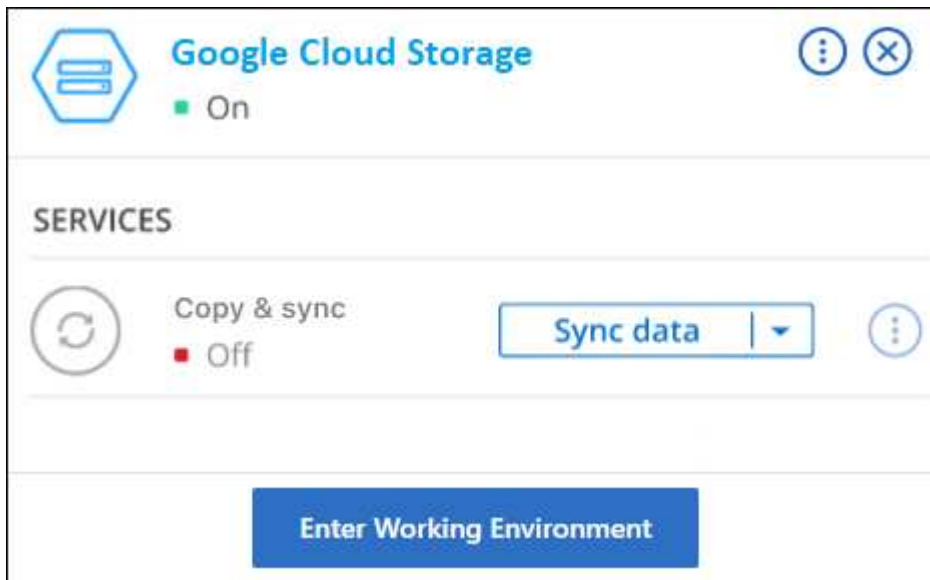 Google Cloud Storage
On
SERVICES
Copy & sync
Off
Sync data
Enter Working Environment